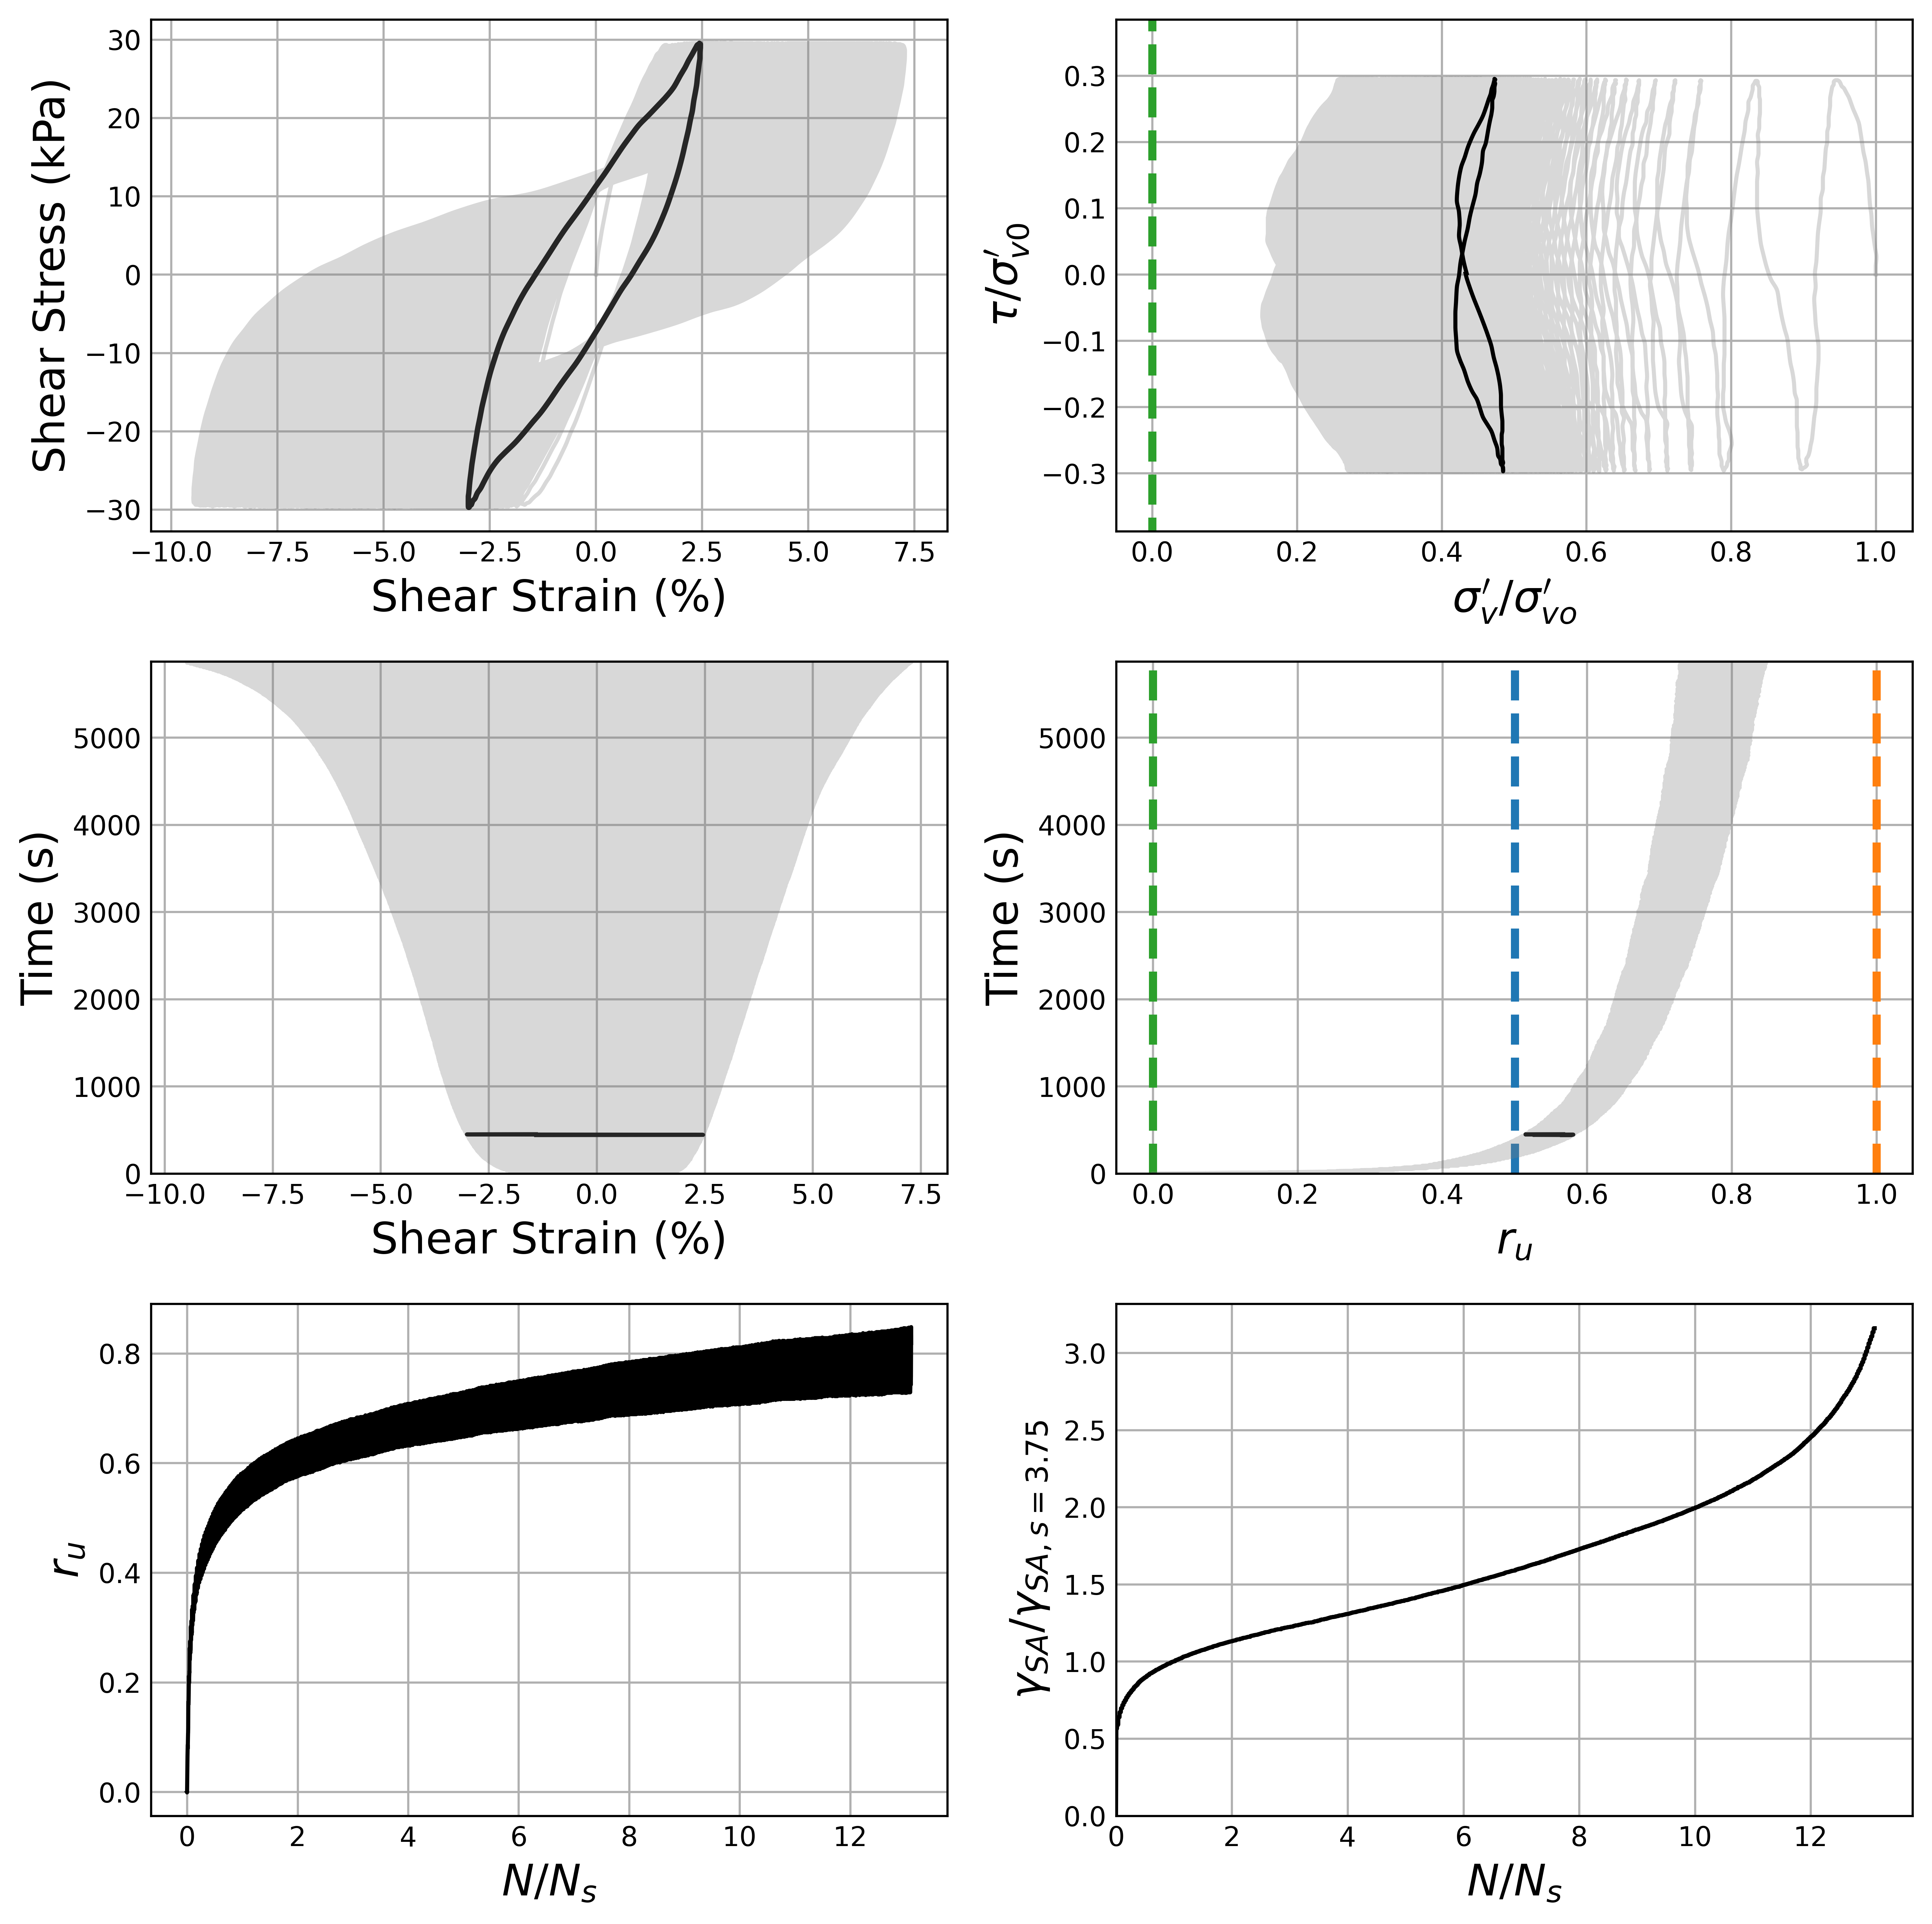 30
20
10
0
−10
−20
−30
−10.0 −7.5 −5.0 −2.5 0.0 2.5 5.0 7.5
Shear Strain (%)
Shear Stress (kPa)
0.3
0.2
0.1
0.0
−0.1
−0.2
−0.3
0.0 0.2 0.4 0.6 0.8 1.0
σ′v/σ′vo
τ/σ′v0
5000
4000
3000
2000
1000
0
−10.0 −7.5 −5.0 −2.5 0.0 2.5 5.0 7.5
Shear Strain (%)
Time (s)
5000
4000
3000
2000
1000
0
0.0 0.2 0.4 0.6 0.8 1.0
ru
Time (s)
0.8
0.6
0.4
0.2
0.0
0 2 4 6 8 10 12
N/Ns
ru
3.0
2.5
2.0
1.5
1.0
0.5
0.0
0 2 4 6 8 10 12
N/Ns
γSA/γSA, s = 3.75